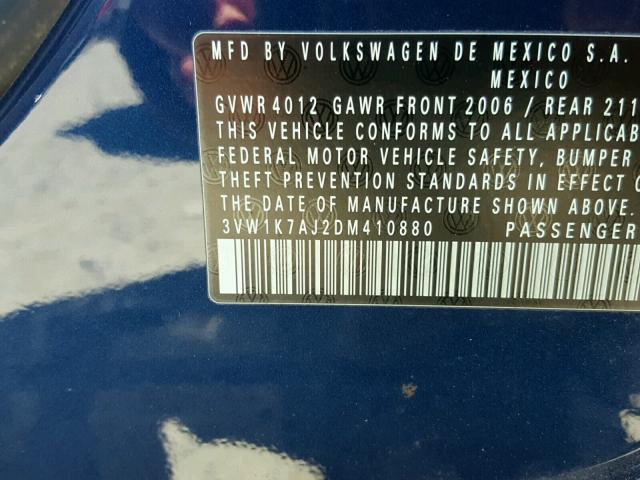 MFD BY VOLKSWAGEN DE MEXICO S.A.
MEXICO
GVWR 4012 GAWR FRONT 2006 / REAR 211
THIS VEHICLE CONFORMS TO ALL APPLICAB
FEDERAL MOTOR VEHICLE SAFETY, BUMPER
THEFT PREVENTION STANDARDS IN EFFECT
THE DATE OF MANUFACTURE SHOWN ABOVE.
3VW1K7AJ2DM410880 PASSENGER